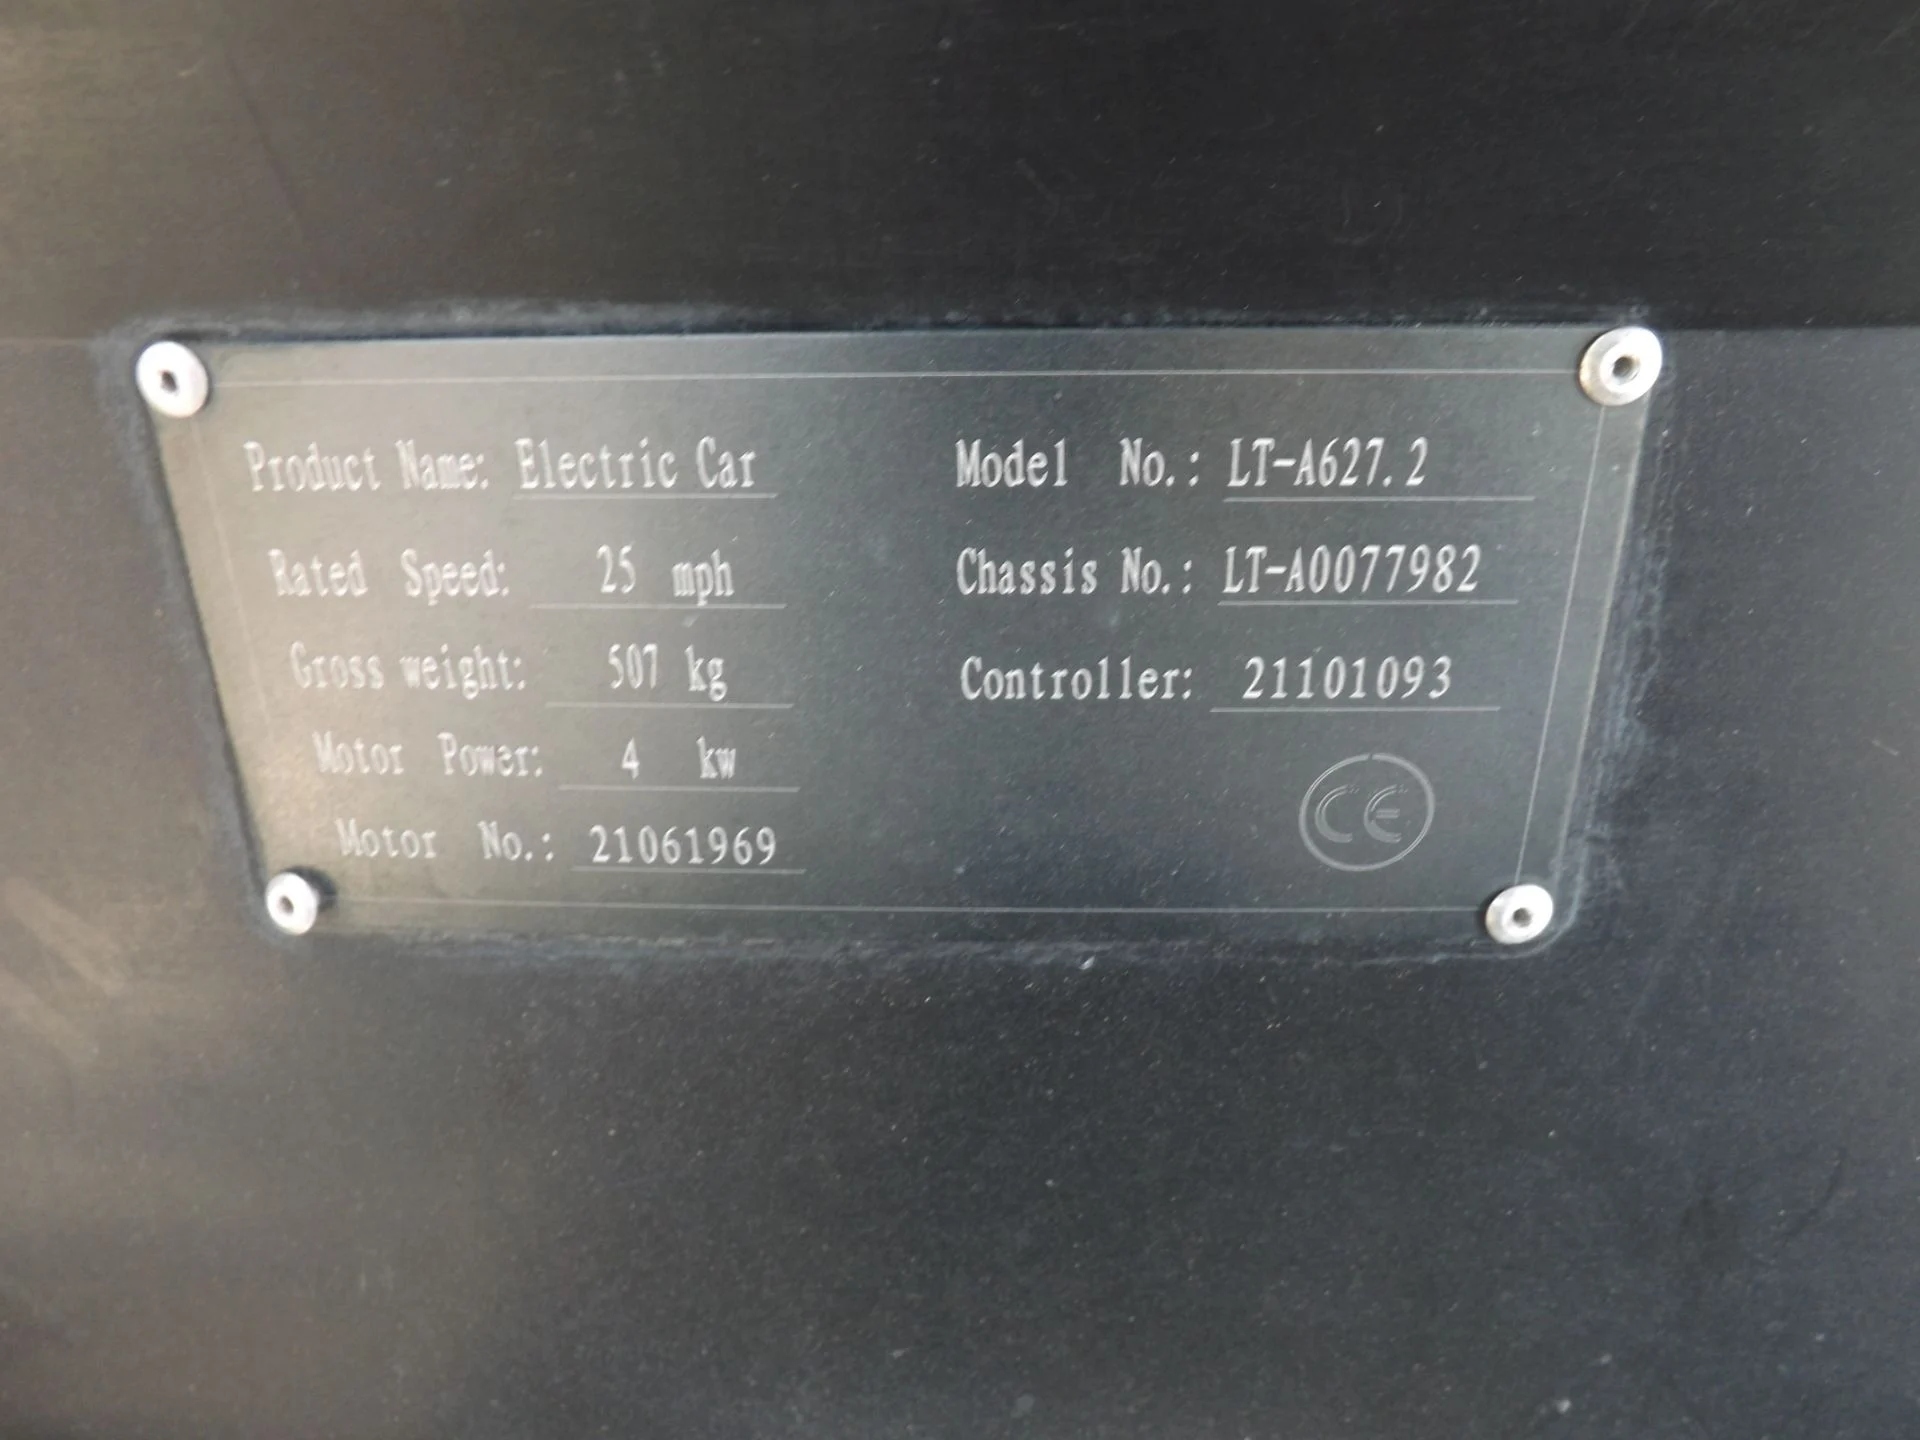 Product Name: Electric Car
Rated Speed: 25 mph
Gross weight: 507 kg
Motor Power: 4 kw
Motor No.: 21061969
Model No.: LT-A627.2
Chassis No.: LT-A0077982
Controller: 21101093
CE